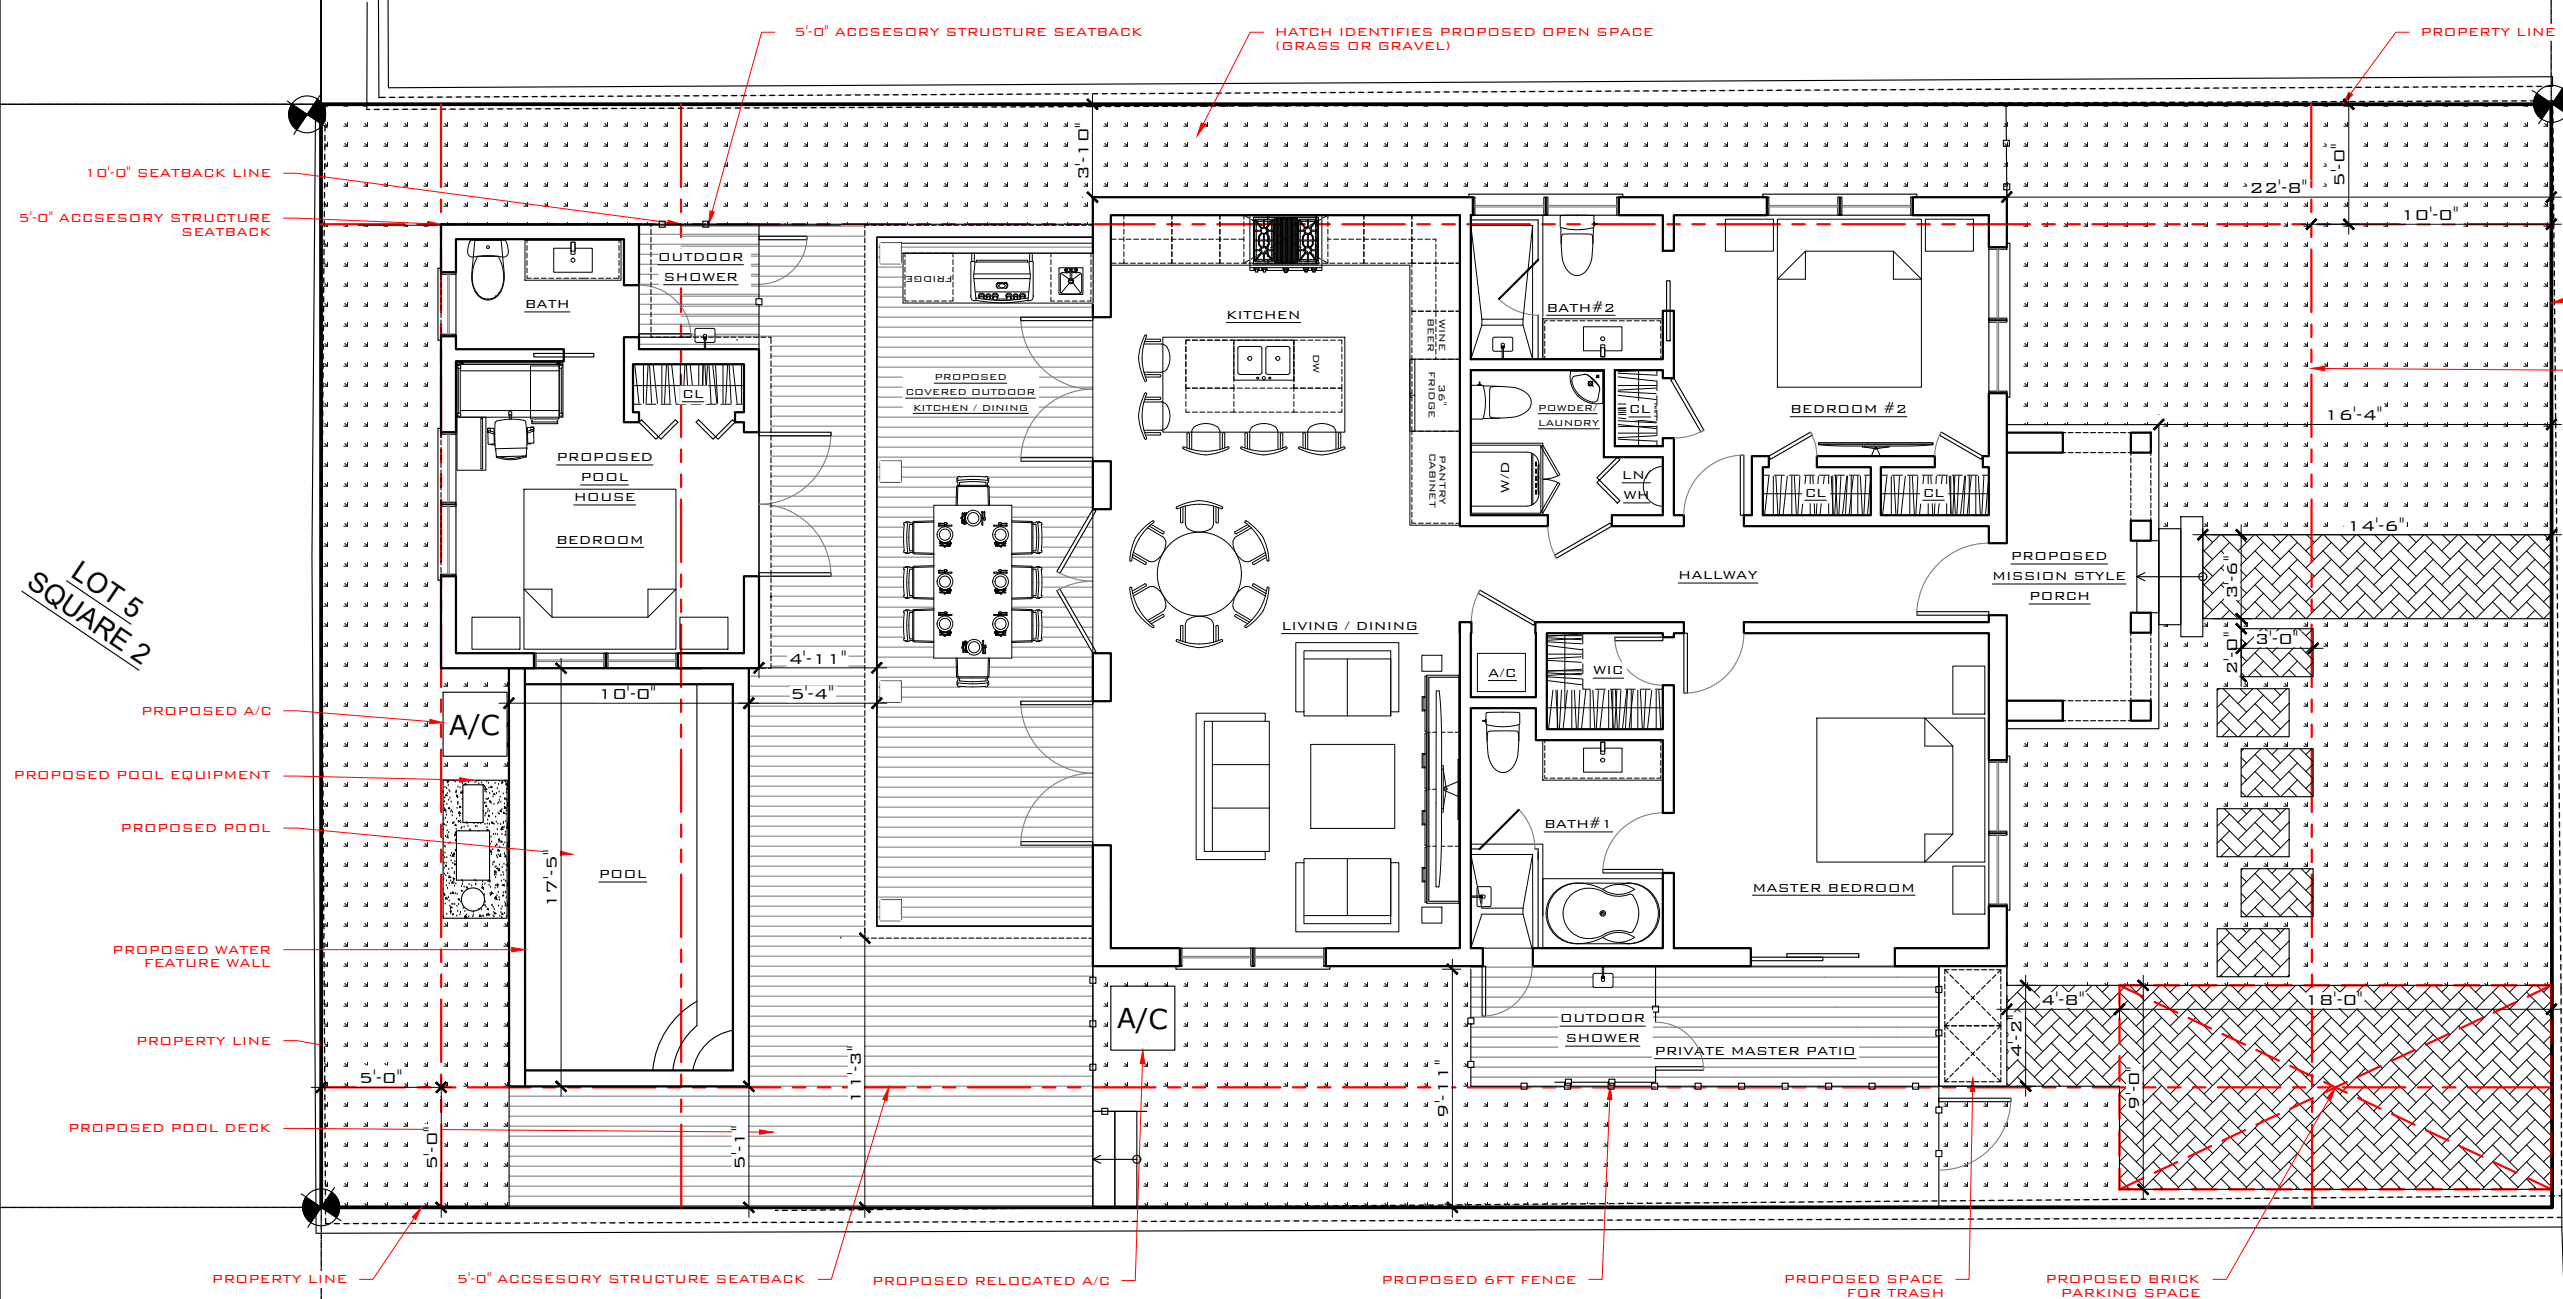 5'-0" ACCSESORY STRUCTURE SEATBACK
HATCH IDENTIFIES PROPOSED OPEN SPACE
(GRASS OR GRAVEL)
PROPERTY LINE
10'-0" SEATBACK LINE
5'-0" ACCSESORY STRUCTURE
SEATBACK
3'-10"
5'-0"
22'-8"
10'-0"
OUTDOOR
SHOWER
BATH
FRIDGE
KITCHEN
WINE
BEER
DW
BATH#2
36"
FRIDGE
PANTRY
CABINET
PROPOSED
COVERED OUTDOOR
KITCHEN / DINING
CL
POWDER/
LAUNDRY
CL
BEDROOM #2
16'-4"
PROPOSED
POOL
HOUSE
BEDROOM
W/D
LN/
WH
CL
CL
14'-6"
3'-6"
PROPOSED
MISSION STYLE
PORCH
HALLWAY
LOT 5
SQUARE 2
LIVING / DINING
2'-0"
3'-0"
4'-11"
5'-4"
10'-0"
A/C
WIC
PROPOSED A/C
A/C
PROPOSED POOL EQUIPMENT
PROPOSED POOL
17'-5"
POOL
BATH#1
MASTER BEDROOM
PROPOSED WATER
FEATURE WALL
A/C
OUTDOOR
SHOWER
PRIVATE MASTER PATIO
4'-8"
18'-0"
4'-2"
9'-0"
PROPERTY LINE
5'-0"
11'-3"
9'-11"
PROPOSED POOL DECK
5'-0"
5'-1"
PROPERTY LINE
5'-0" ACCSESORY STRUCTURE SEATBACK
PROPOSED RELOCATED A/C
PROPOSED 6FT FENCE
PROPOSED SPACE
FOR TRASH
PROPOSED BRICK
PARKING SPACE